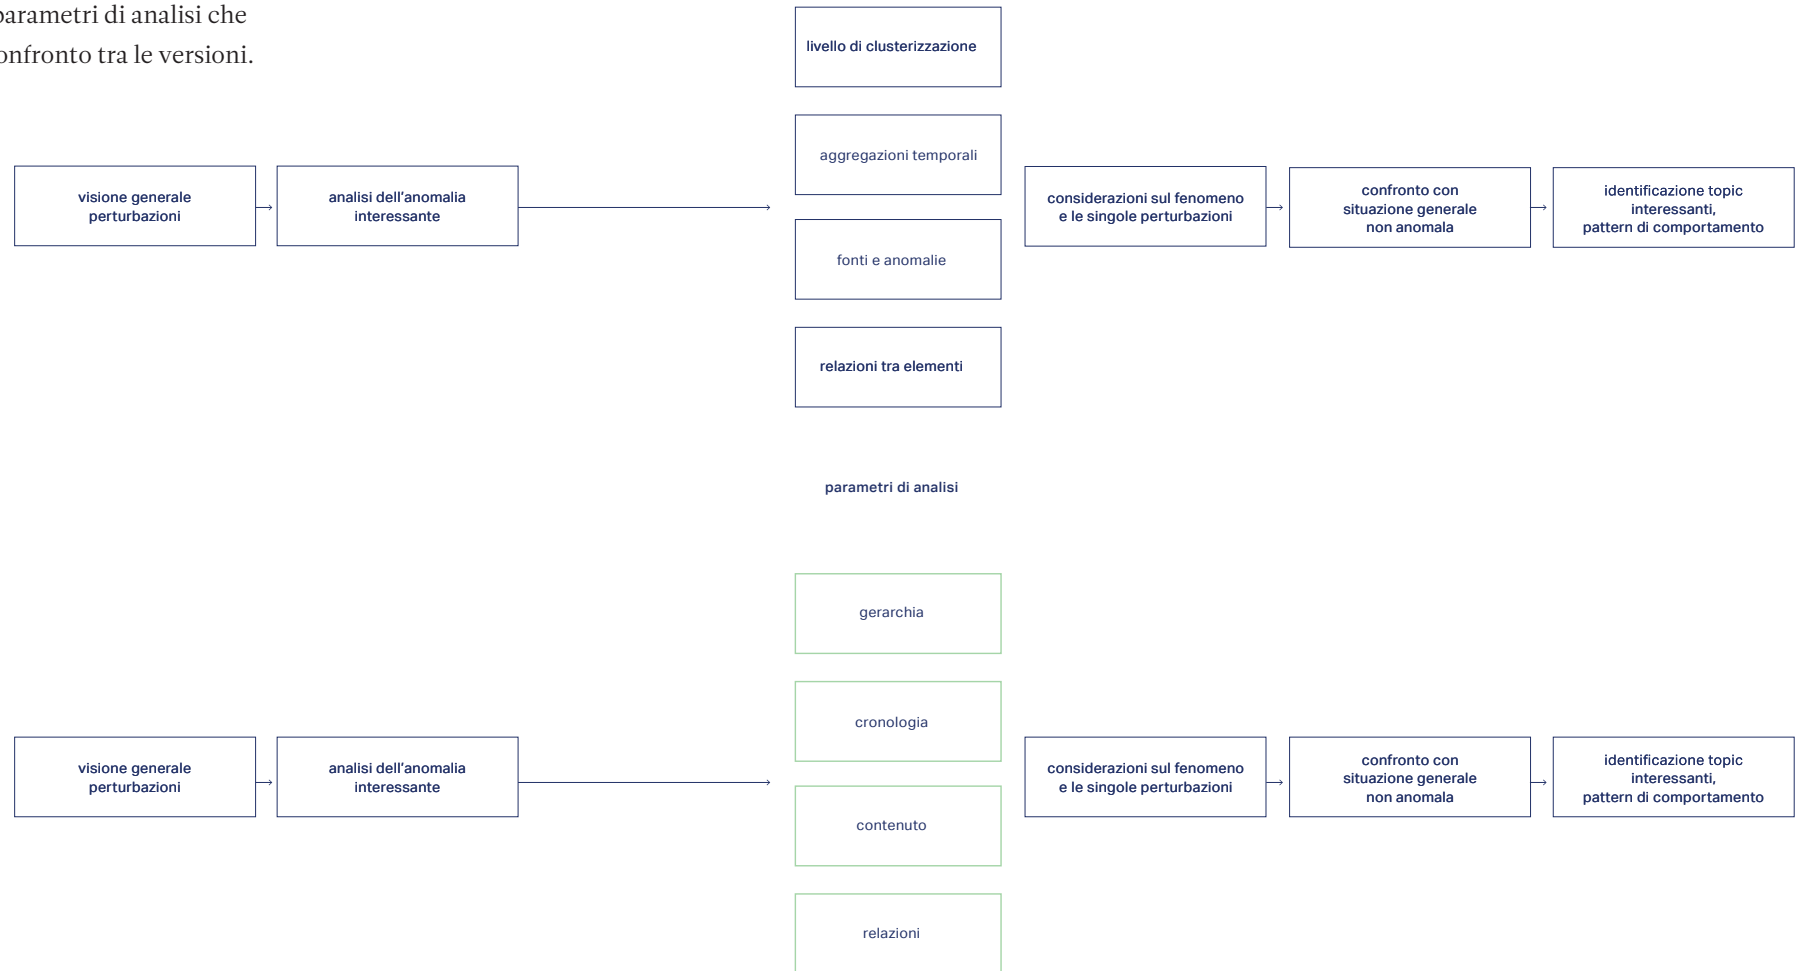 parametri di analisi che
confronto tra le versioni.
livello di clusterizzazione
aggregazioni temporali
visione generale
perturbazioni
analisi dell'anomalia
interessante
considerazioni sul fenomeno
e le singole perturbazioni
confronto con
situazione generale
non anomala
identificazione topic
interessanti,
pattern di comportamento
fonti e anomalie
relazioni tra elementi
parametri di analisi
gerarchia
cronologia
visione generale
perturbazioni
analisi dell'anomalia
interessante
considerazioni sul fenomeno
e le singole perturbazioni
confronto con
situazione generale
non anomala
identificazione topic
interessanti,
pattern di comportamento
contenuto
relazioni